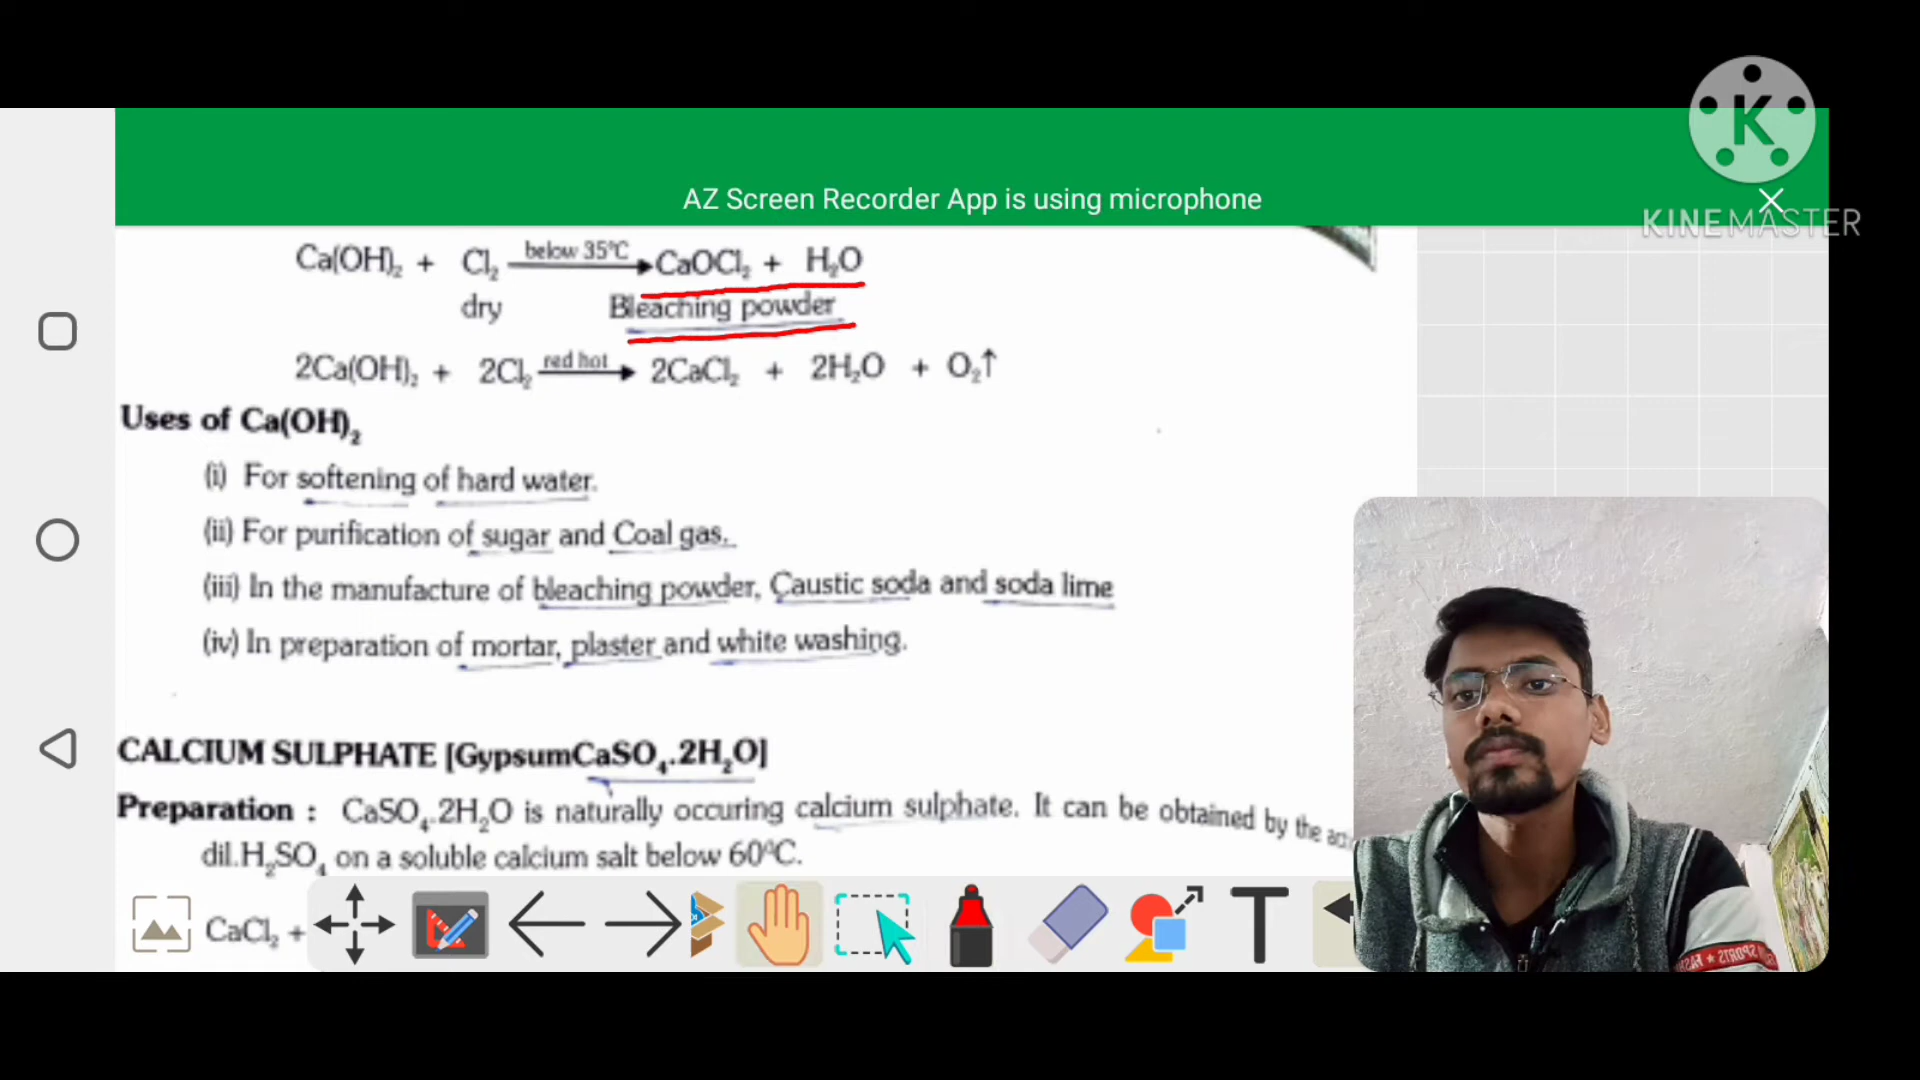 K
KINEMASTER
AZ Screen Recorder App is using microphone
Ca(OH)₂ + Cl₂ below 35°C → CaOCl₂ + H₂O
dry Bleaching powder
2Ca(OH)₂ + 2Cl₂ red hot → 2CaCl₂ + 2H₂O + O₂↑
Uses of Ca(OH)₂
(i) For softening of hard water.
(ii) For purification of sugar and Coal gas.
(iii) In the manufacture of bleaching powder, Caustic soda and soda lime
(iv) In preparation of mortar, plaster and white washing.
CALCIUM SULPHATE [GypsumCaSO₄.2H₂O]
Preparation : CaSO₄.2H₂O is naturally occuring calcium sulphate. It can be obtained by the
dil.H₂SO₄ on a soluble calcium salt below 60°C.
CaCl₂ +
T
SPORTS ★